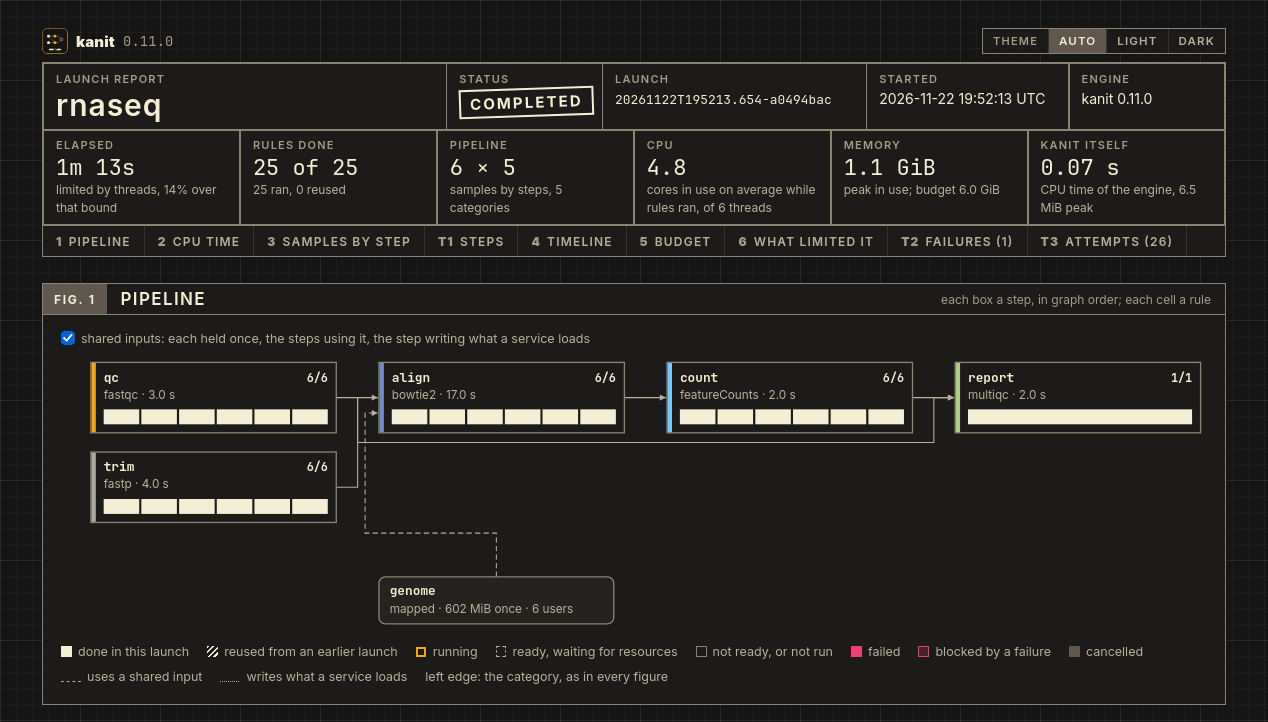 kanit 0.11.0
THEME AUTO LIGHT DARK
LAUNCH REPORT
rnaseq
STATUS
COMPLETED
LAUNCH
20261122T195213.654-a0494bac
STARTED
2026-11-22 19:52:13 UTC
ENGINE
kanit 0.11.0
ELAPSED
1m 13s
limited by threads, 14% over
that bound
RULES DONE
25 of 25
25 ran, 0 reused
PIPELINE
6 × 5
samples by steps, 5
categories
CPU
4.8
cores in use on average while
rules ran, of 6 threads
MEMORY
1.1 GiB
peak in use; budget 6.0 GiB
KANIT ITSELF
0.07 s
CPU time of the engine, 6.5
MiB peak
1 PIPELINE 2 CPU TIME 3 SAMPLES BY STEP T1 STEPS 4 TIMELINE 5 BUDGET 6 WHAT LIMITED IT T2 FAILURES (1) T3 ATTEMPTS (26)
FIG. 1 PIPELINE each box a step, in graph order; each cell a rule
shared inputs: each held once, the steps using it, the step writing what a service loads
qc 6/6
fastqc · 3.0 s
align 6/6
bowtie2 · 17.0 s
count 6/6
featureCounts · 2.0 s
report 1/1
multiqc · 2.0 s
trim 6/6
fastp · 4.0 s
genome
mapped · 602 MiB once · 6 users
done in this launch reused from an earlier launch running ready, waiting for resources not ready, or not run failed blocked by a failure cancelled
uses a shared input writes what a service loads left edge: the category, as in every figure